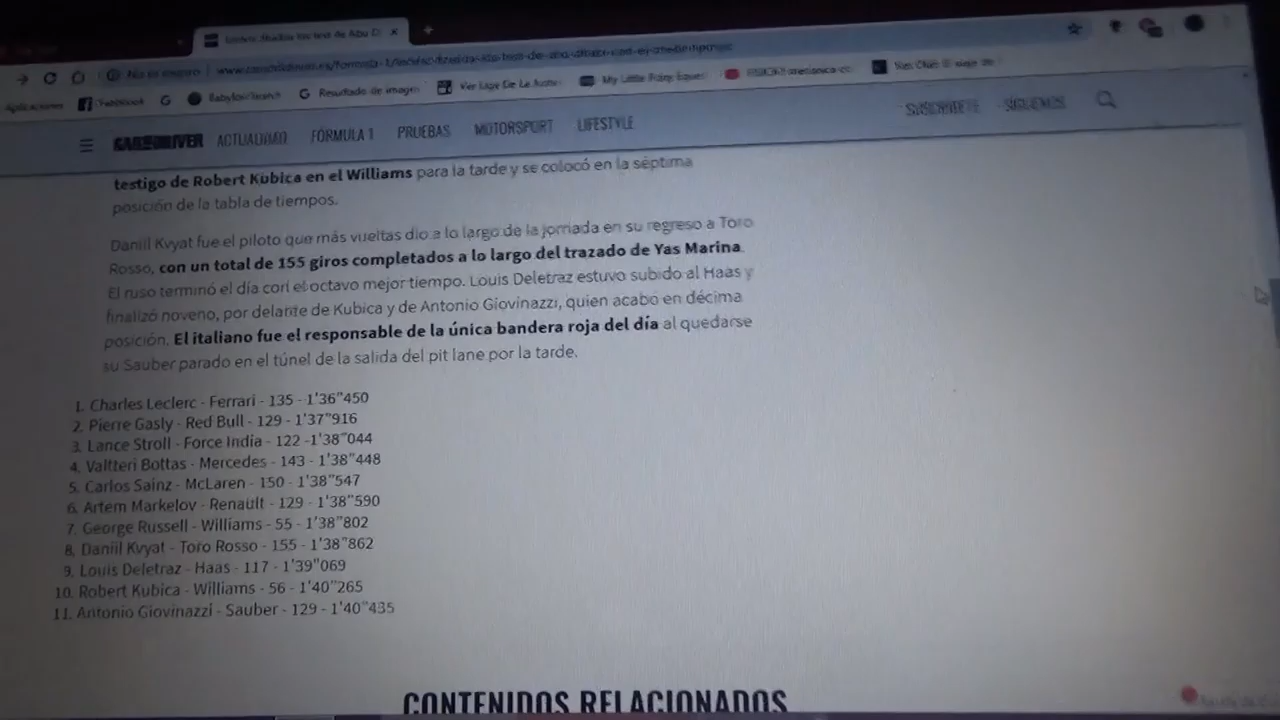 Facebook
G
G Resultado de imagen
My Little Pony Equest
ACTUALIDAD
FÓRMULA 1
PRUEBAS
MOTORSPORT
LIFESTYLE
testigo de Robert Kubica en el Williams para la tarde y se colocó en la séptima
posición de la tabla de tiempos.
Daniil Kvyat fue el piloto que más vueltas dio a lo largo de la jornada en su regreso a Toro
Rosso, con un total de 155 giros completados a lo largo del trazado de Yas Marina.
El ruso terminó el día con el octavo mejor tiempo. Louis Deletraz estuvo subido al Haas y
finalizó noveno, por delante de Kubica y de Antonio Giovinazzi, quien acabó en décima
posición. El italiano fue el responsable de la única bandera roja del día al quedarse
su Sauber parado en el túnel de la salida del pit lane por la tarde.
1. Charles Leclerc - Ferrari - 135 - 1'36"450
2. Pierre Gasly - Red Bull - 129 - 1'37"916
3. Lance Stroll - Force India - 122 -1'38"044
4. Valtteri Bottas - Mercedes - 143 - 1'38"448
5. Carlos Sainz - McLaren - 150 - 1'38"547
6. Artem Markelov - Renault - 129 - 1'38"590
7. George Russell - Williams - 55 - 1'38"802
8. Daniil Kvyat - Toro Rosso - 155 - 1'38"862
9. Louis Deletraz - Haas - 117 - 1'39"069
10. Robert Kubica - Williams - 56 - 1'40"265
11. Antonio Giovinazzi - Sauber - 129 - 1'40"435
CONTENIDOS RELACIONADOS